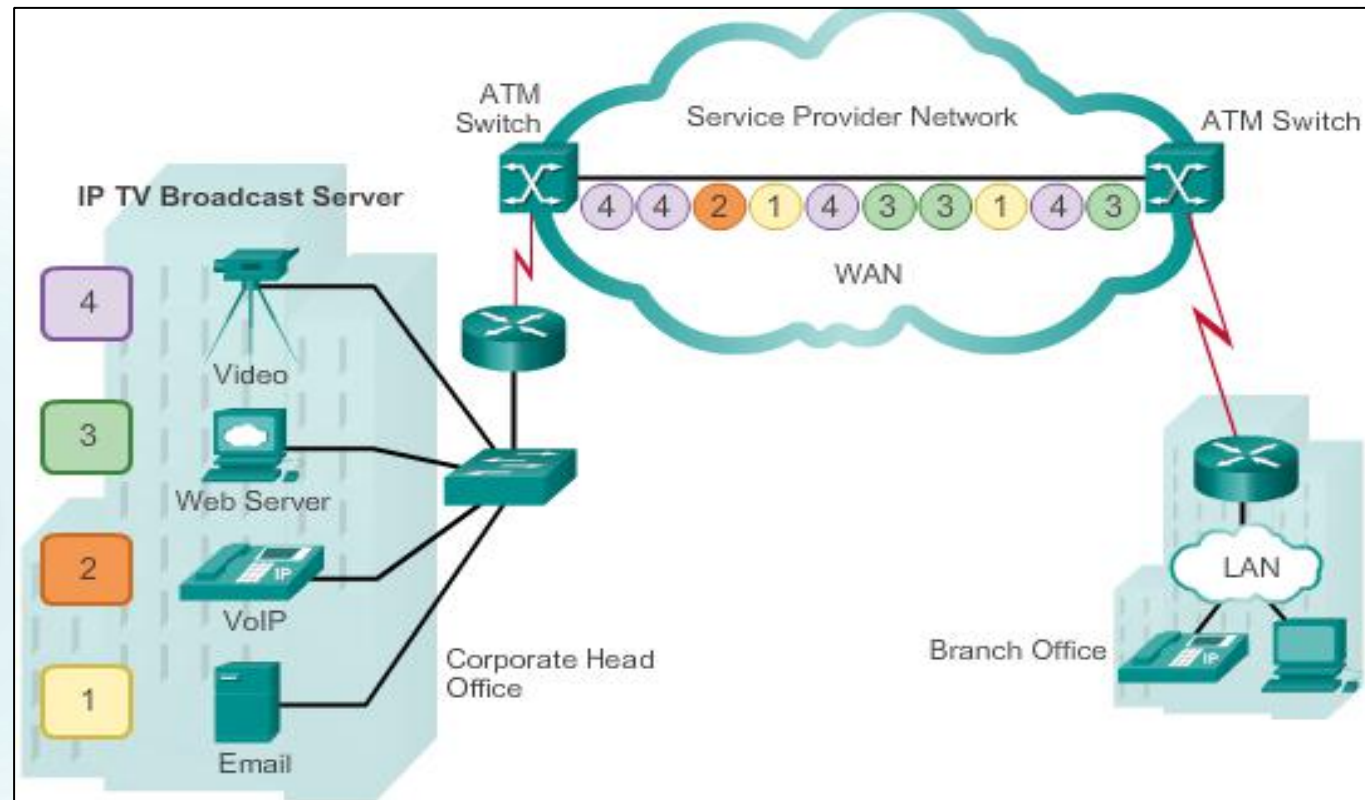 ATM
Switch
Service Provider Network
ATM Switch
IP TV Broadcast Server
4 4 2 1 4 3 3 1 4 3
WAN
4
Video
3
Web Server
2
IP
VoIP
LAN
Corporate Head
Office
Branch Office
IP
1
Email